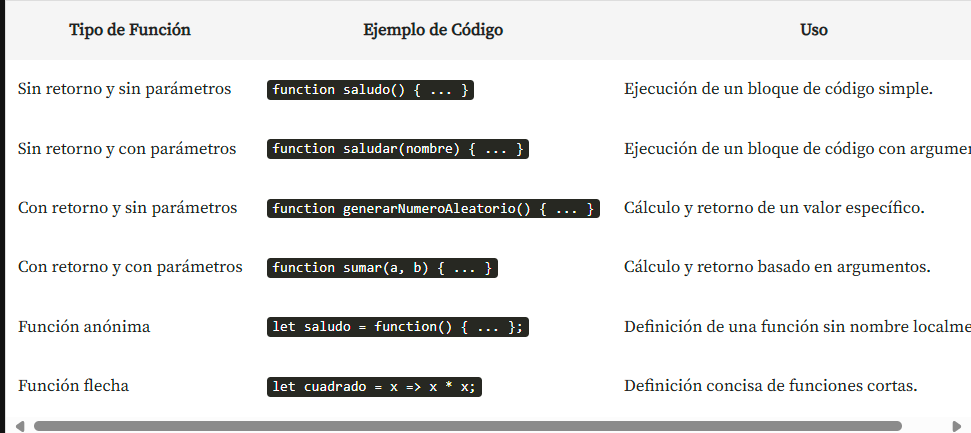 Tipo de Función Ejemplo de Código Uso
Sin retorno y sin parámetros function saludo() { ... } Ejecución de un bloque de código simple.
Sin retorno y con parámetros function saludar(nombre) { ... } Ejecución de un bloque de código con argumen
Con retorno y sin parámetros function generarNumeroAleatorio() { ... } Cálculo y retorno de un valor específico.
Con retorno y con parámetros function sumar(a, b) { ... } Cálculo y retorno basado en argumentos.
Función anónima let saludo = function() { ... }; Definición de una función sin nombre localme
Función flecha let cuadrado = x => x * x; Definición concisa de funciones cortas.